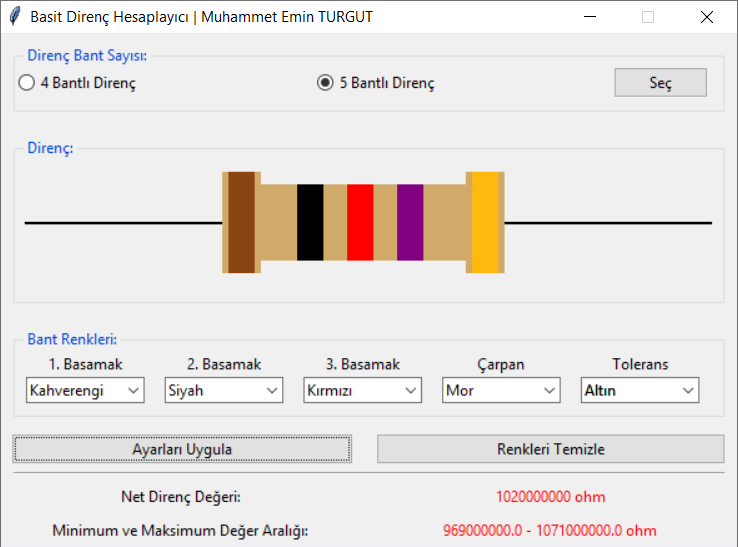 Basit Direnç Hesaplayıcı | Muhammet Emin TURGUT
Direnç Bant Sayısı:
4 Bantlı Direnç 5 Bantlı Direnç Seç
Direnç:
Bant Renkleri:
1. Basamak 2. Basamak 3. Basamak Çarpan Tolerans
Kahverengi Siyah Kırmızı Mor Altın
Ayarları Uygula Renkleri Temizle
Net Direnç Değeri: 1020000000 ohm
Minimum ve Maksimum Değer Aralığı: 969000000.0 - 1071000000.0 ohm